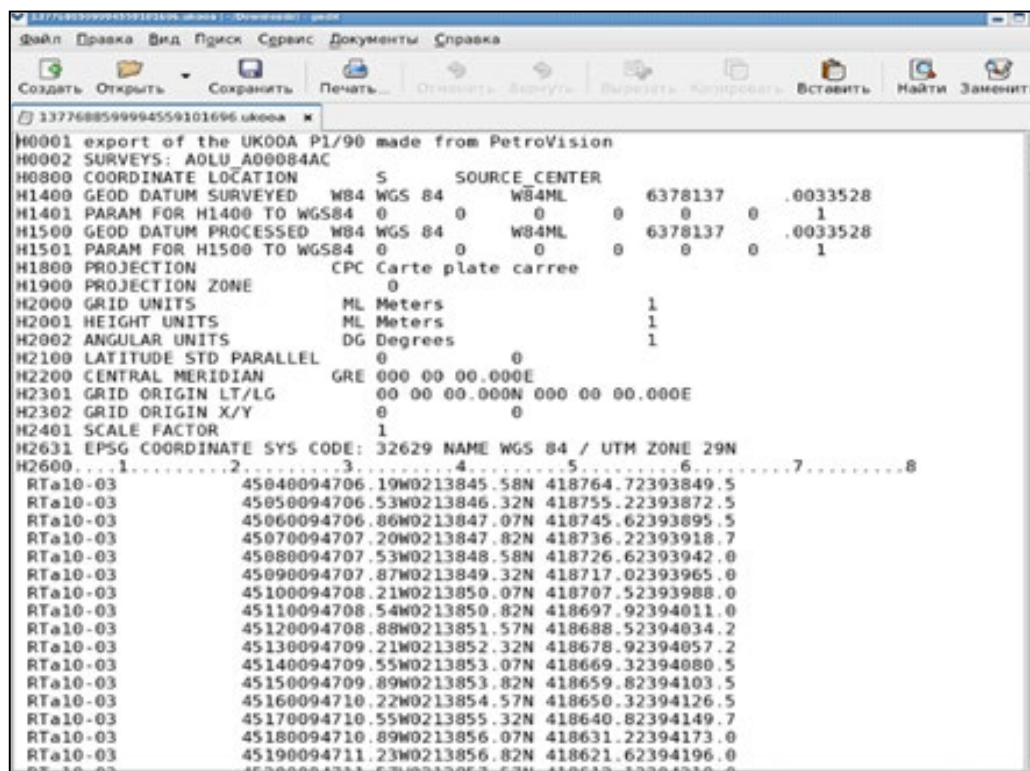 1377688599994559101696.ukooa (~/Downloads) - gedit
Файл Правка Вид Поиск Сервис Документы Справка
Создать Открыть Сохранить Печать... Отменить Вернуть Вырезать Копировать Вставить Найти Заменит
1377688599994559101696.ukooa ×
H0001 export of the UKOOA P1/90 made from PetroVision
H0002 SURVEYS: AOLU_A00084AC
H0800 COORDINATE LOCATION S SOURCE_CENTER
H1400 GEOD DATUM SURVEYED W84 WGS 84 W84ML 6378137 .0033528
H1401 PARAM FOR H1400 TO WGS84 0 0 0 0 0 0 1
H1500 GEOD DATUM PROCESSED W84 WGS 84 W84ML 6378137 .0033528
H1501 PARAM FOR H1500 TO WGS84 0 0 0 0 0 0 1
H1800 PROJECTION CPC Carte plate carree
H1900 PROJECTION ZONE 0
H2000 GRID UNITS ML Meters 1
H2001 HEIGHT UNITS ML Meters 1
H2002 ANGULAR UNITS DG Degrees 1
H2100 LATITUDE STD PARALLEL 0 0
H2200 CENTRAL MERIDIAN GRE 000 00 00.000E
H2301 GRID ORIGIN LT/LG 00 00 00.000N 000 00 00.000E
H2302 GRID ORIGIN X/Y 0 0
H2401 SCALE FACTOR 1
H2631 EPSG COORDINATE SYS CODE: 32629 NAME WGS 84 / UTM ZONE 29N
H2600....1.........2.........3.........4.........5.........6.........7.........8
RTa10-03 45040094706.19W0213845.58N 418764.72393849.5
RTa10-03 45050094706.53W0213846.32N 418755.22393872.5
RTa10-03 45060094706.86W0213847.07N 418745.62393895.5
RTa10-03 45070094707.20W0213847.82N 418736.22393918.7
RTa10-03 45080094707.53W0213848.58N 418726.62393942.0
RTa10-03 45090094707.87W0213849.32N 418717.02393965.0
RTa10-03 45100094708.21W0213850.07N 418707.52393988.0
RTa10-03 45110094708.54W0213850.82N 418697.92394011.0
RTa10-03 45120094708.88W0213851.57N 418688.52394034.2
RTa10-03 45130094709.21W0213852.32N 418678.92394057.2
RTa10-03 45140094709.55W0213853.07N 418669.32394080.5
RTa10-03 45150094709.89W0213853.82N 418659.82394103.5
RTa10-03 45160094710.22W0213854.57N 418650.32394126.5
RTa10-03 45170094710.55W0213855.32N 418640.82394149.7
RTa10-03 45180094710.89W0213856.07N 418631.22394173.0
RTa10-03 45190094711.23W0213856.82N 418621.62394196.0